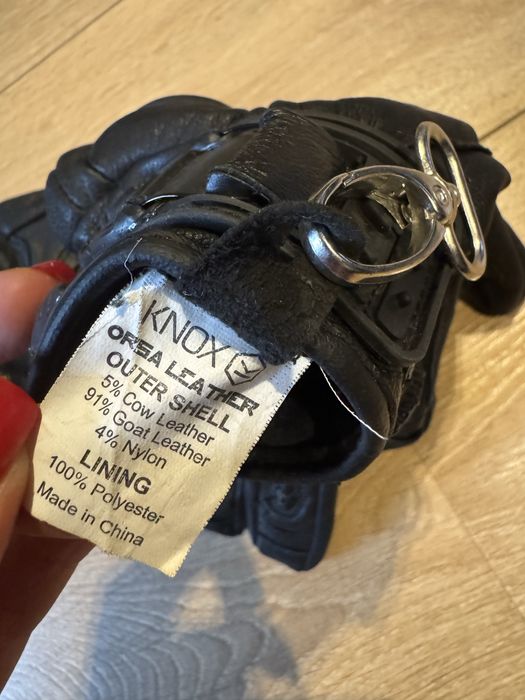 KNOX
ORSA LEATHER
OUTER SHELL
5% Cow Leather
91% Goat Leather
4% Nylon
LINING
100% Polyester
Made in China